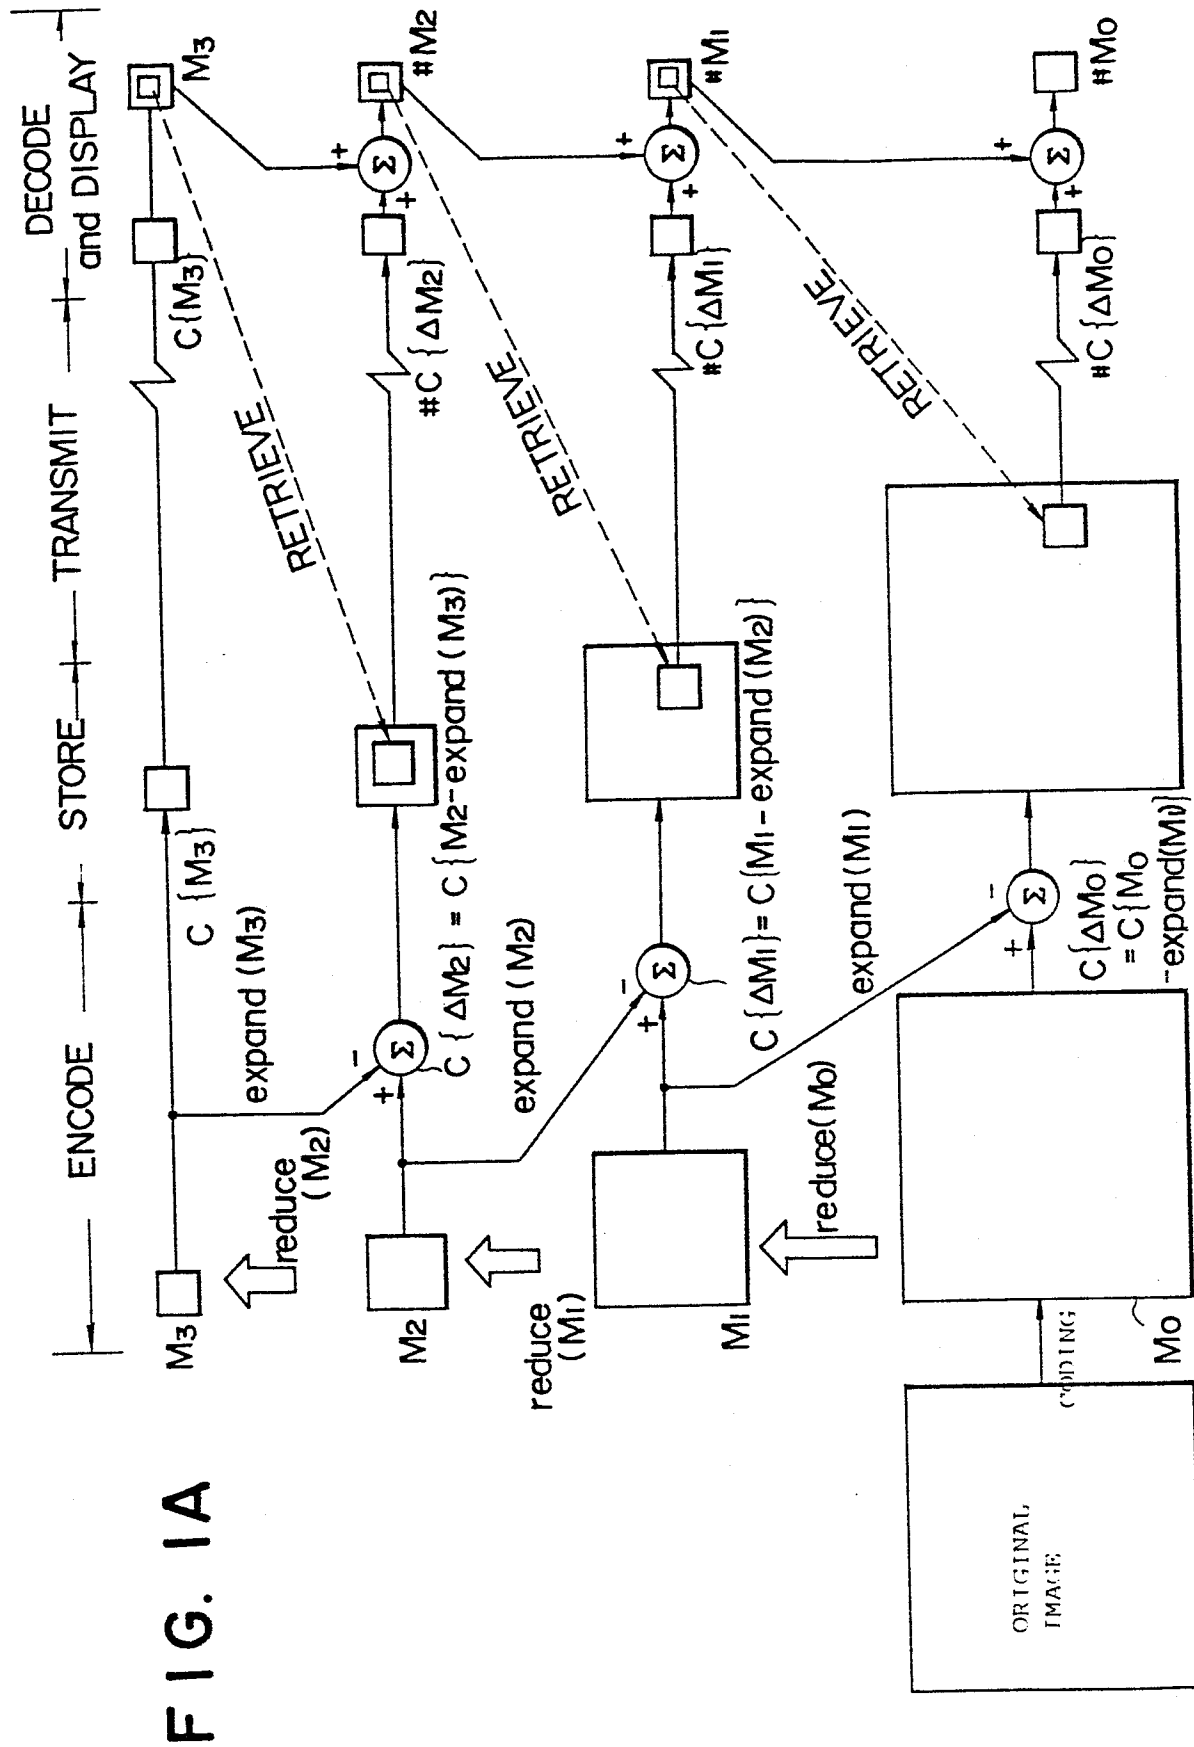 FIG. 1A
ENCODE
STORE
TRANSMIT
DECODE
and DISPLAY
M3
reduce
(M2)
expand (M3)
C {M3}
C{M3}
M3
RETRIEVE
M2
reduce
(M1)
expand (M2)
+
-
Σ
C {ΔM2} = C{M2-expand (M3)}
#C {ΔM2}
+
+
Σ
#M2
RETRIEVE
M1
reduce(M0)
expand (M1)
+
-
Σ
C {ΔM1}= C{M1-expand (M2)}
#C {ΔM1}
+
+
Σ
#M1
RETRIEVE
ORIGINAL
IMAGE
CODING
M0
+
-
Σ
C{ΔM0}
= C{M0
-expand(M1)}
#C {ΔM0}
+
+
Σ
#M0